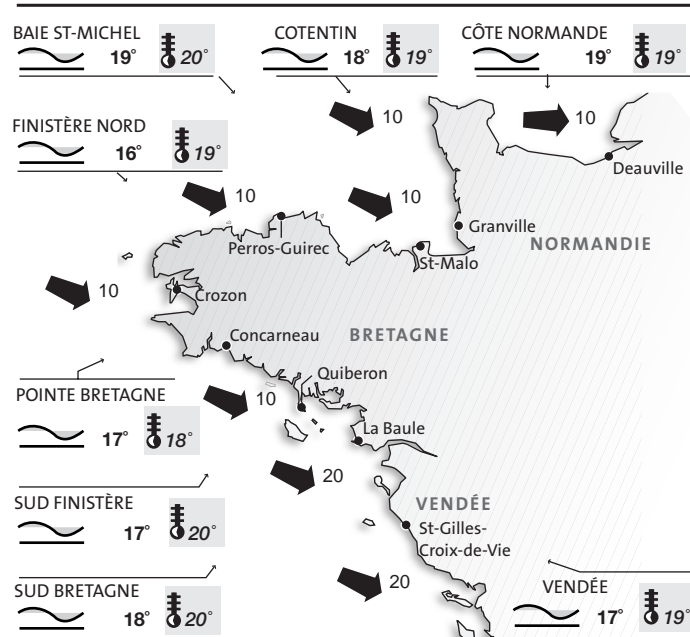 BAIE ST-MICHEL
19° 20°
COTENTIN
18° 19°
CÔTE NORMANDE
19° 19°
10
10
Deauville
FINISTÈRE NORD
16° 19°
10
10
Granville
NORMANDIE
Perros-Guirec
St-Malo
10
Crozon
Concarneau
BRETAGNE
Quiberon
POINTE BRETAGNE
17° 18°
10
La Baule
20
SUD FINISTÈRE
17° 20°
VENDÉE
St-Gilles-
Croix-de-Vie
SUD BRETAGNE
18° 20°
20
VENDÉE
17° 19°